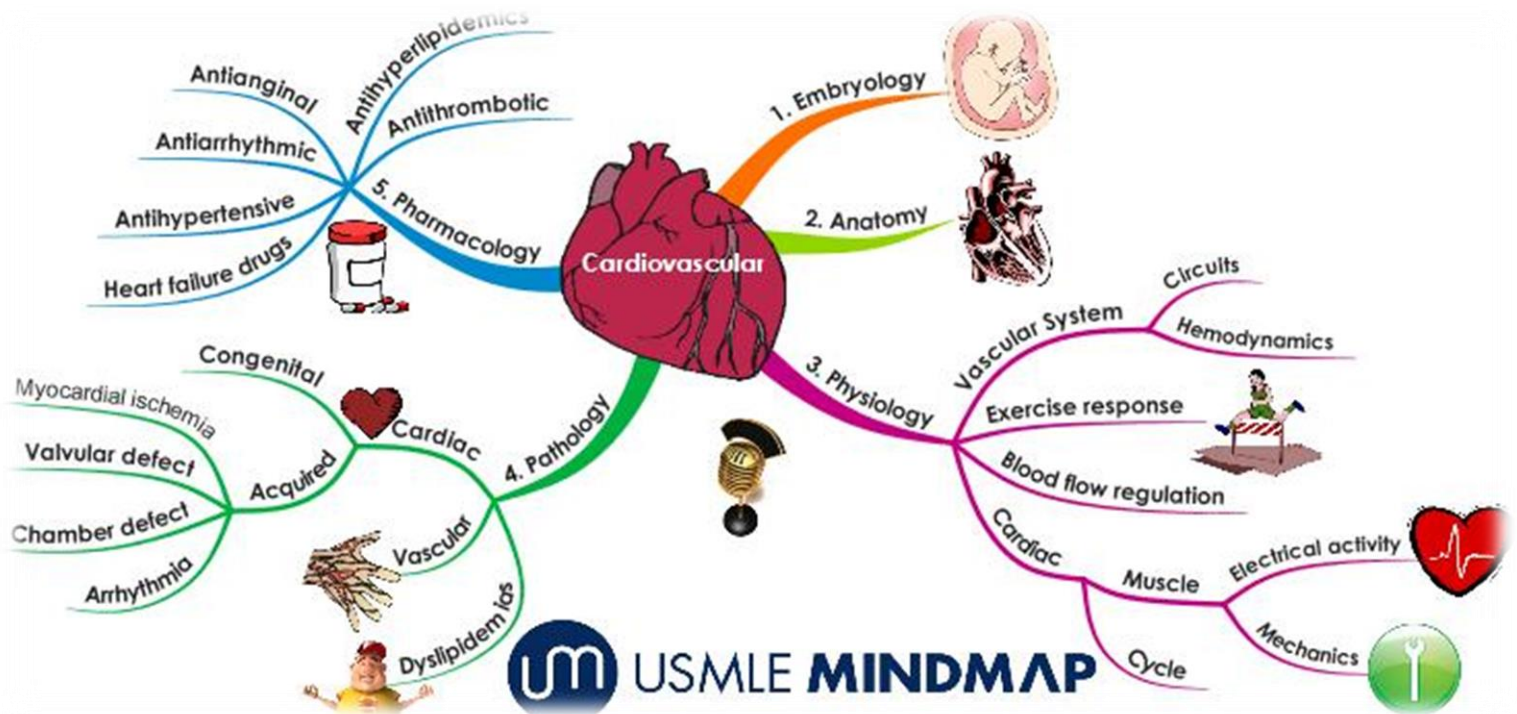 Cardiovascular
1. Embryology
2. Anatomy
3. Physiology
Vascular System
Circuits
Hemodynamics
Exercise response
Blood flow regulation
Cardiac
Muscle
Electrical activity
Mechanics
Cycle
4. Pathology
Cardiac
Congenital
Acquired
Myocardial ischemia
Valvular defect
Chamber defect
Arrhythmia
Vascular
Dyslipidemias
5. Pharmacology
Antihyperlipidemics
Antithrombotic
Antianginal
Antiarrhythmic
Antihypertensive
Heart failure drugs
um USMLE MINDMAP